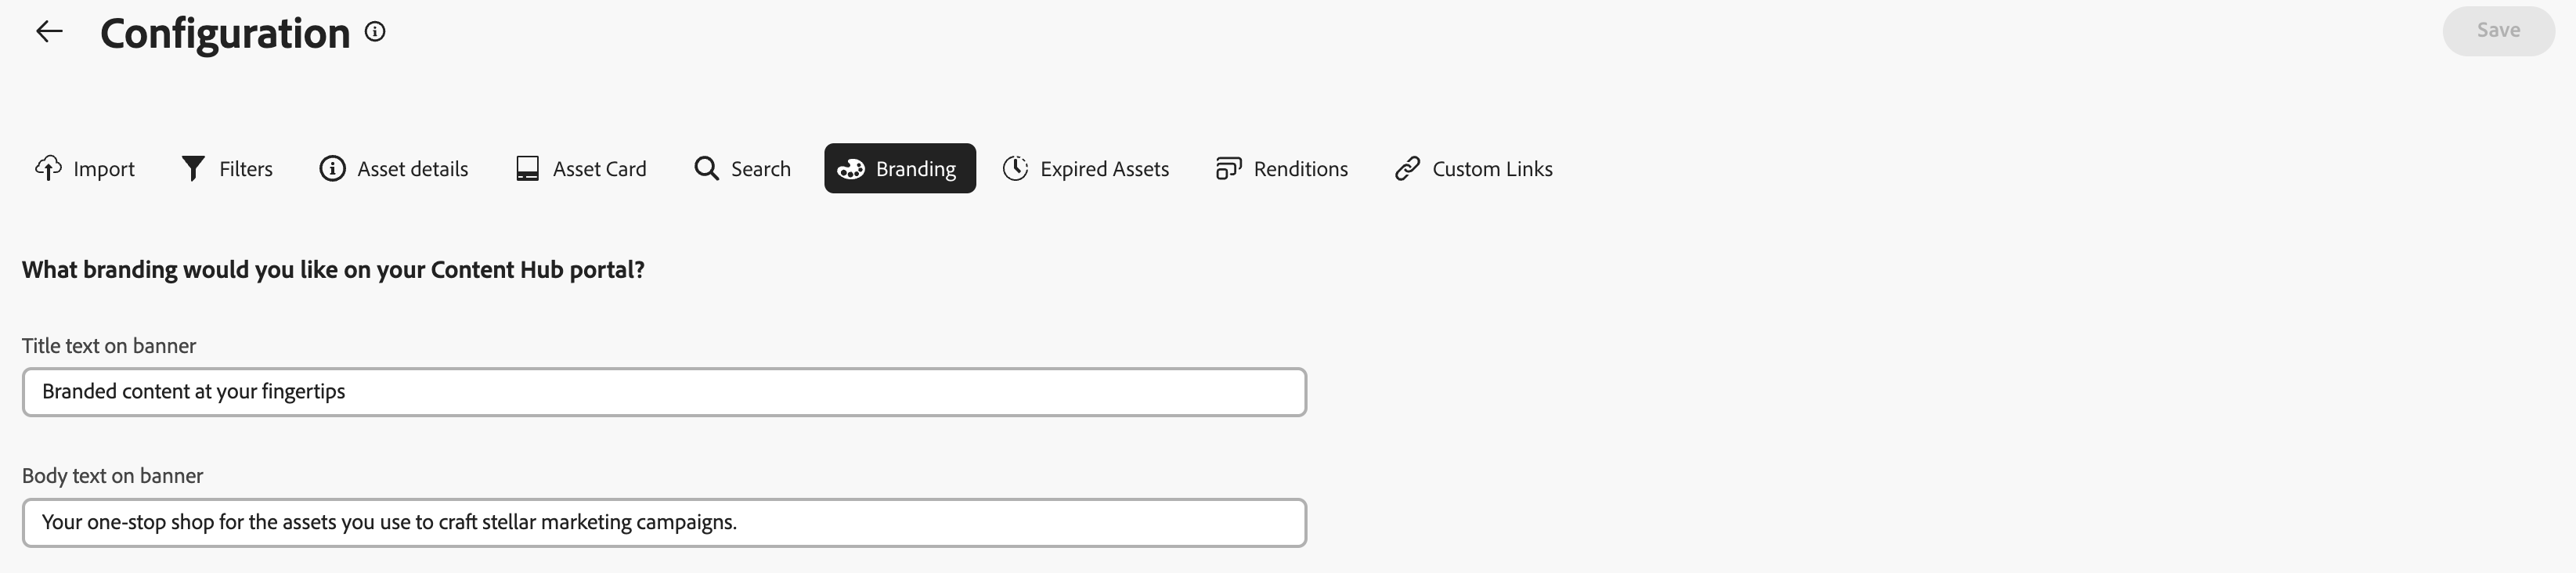 Configuration
Save
Import Filters Asset details Asset Card Search Branding Expired Assets Renditions Custom Links
What branding would you like on your Content Hub portal?
Title text on banner
Branded content at your fingertips
Body text on banner
Your one-stop shop for the assets you use to craft stellar marketing campaigns.